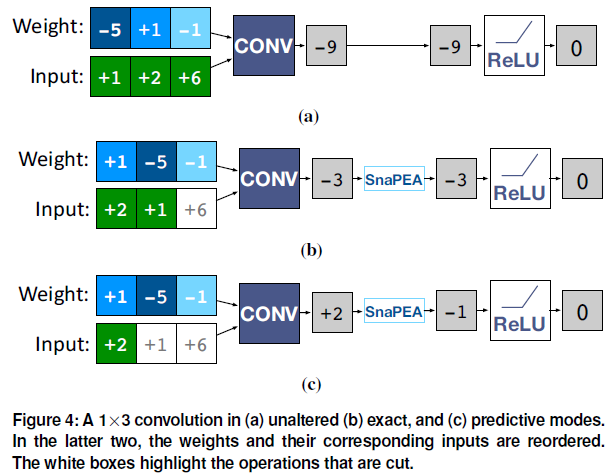 Weight: -5 +1 -1
Input: +1 +2 +6
CONV -9 -9 ReLU 0
(a)
Weight: +1 -5 -1
Input: +2 +1 +6
CONV -3 SnaPEA -3 ReLU 0
(b)
Weight: +1 -5 -1
Input: +2 +1 +6
CONV +2 SnaPEA -1 ReLU 0
(c)
Figure 4: A 1×3 convolution in (a) unaltered (b) exact, and (c) predictive modes.
In the latter two, the weights and their corresponding inputs are reordered.
The white boxes highlight the operations that are cut.